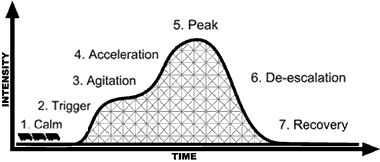 5. Peak
4. Acceleration
3. Agitation
6. De-escalation
2. Trigger
1. Calm
7. Recovery
INTENSITY
TIME